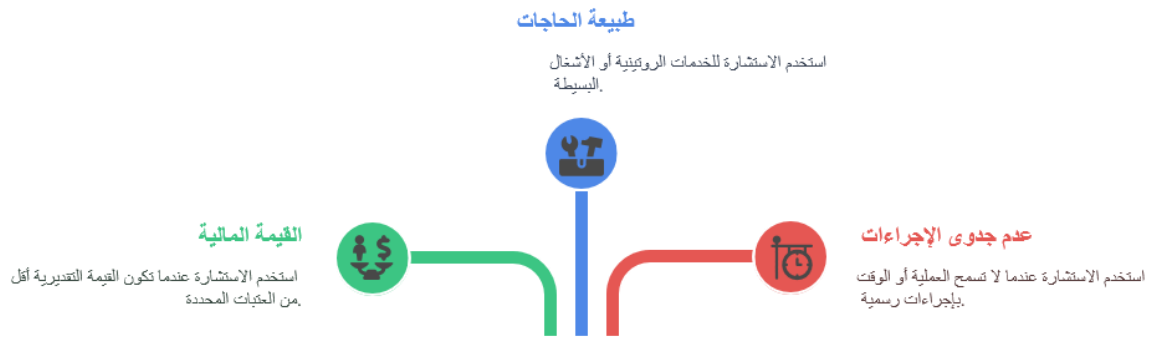 طبيعة الحاجات
استخدم الاستشارة للخدمات الروتينية أو الأشغال
البسيطة.
عدم جدوى الإجراءات
استخدم الاستشارة عندما لا تسمح العملية أو الوقت
بإجراءات رسمية.
القيمة المالية
استخدم الاستشارة عندما تكون القيمة التقديرية أقل
من العتبات المحددة.